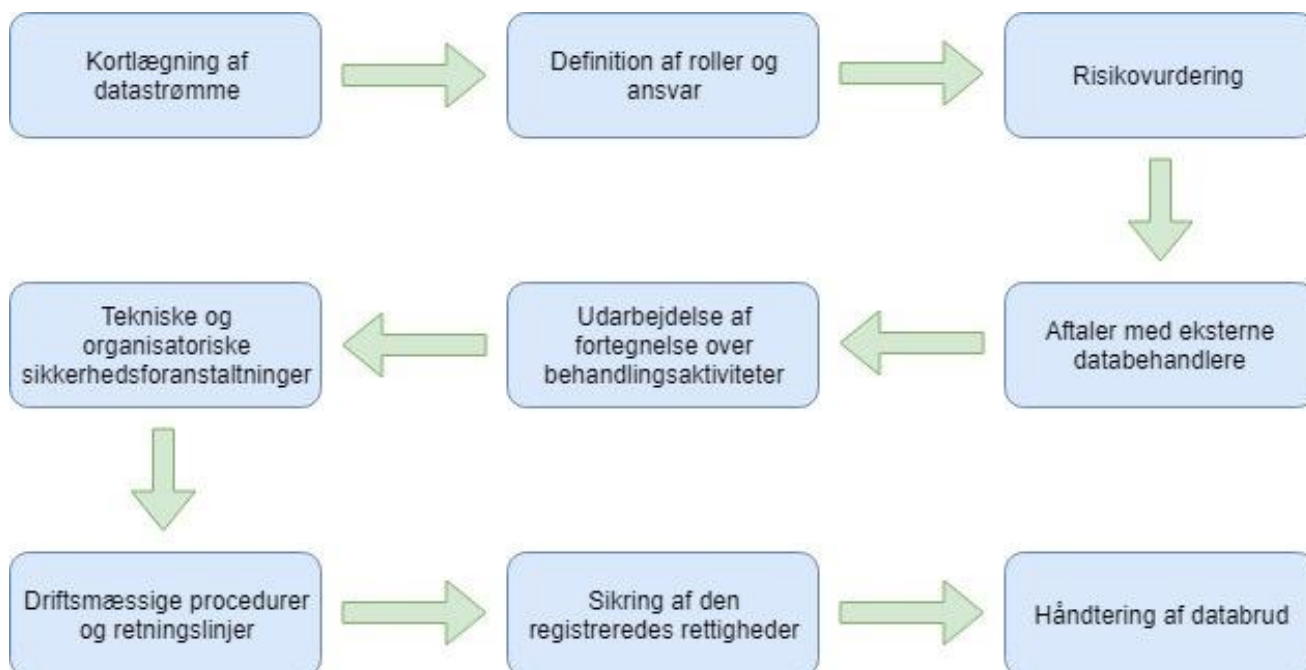 Kortlægning af
datastrømme
Definition af roller og
ansvar
Risikovurdering
Aftaler med eksterne
databehandlere
Udarbejdelse af
fortegnelse over
behandlingsaktiviteter
Tekniske og
organisatoriske
sikkerhedsforanstaltninger
Driftsmæssige procedurer
og retningslinjer
Sikring af den
registreredes rettigheder
Håndtering af databrud